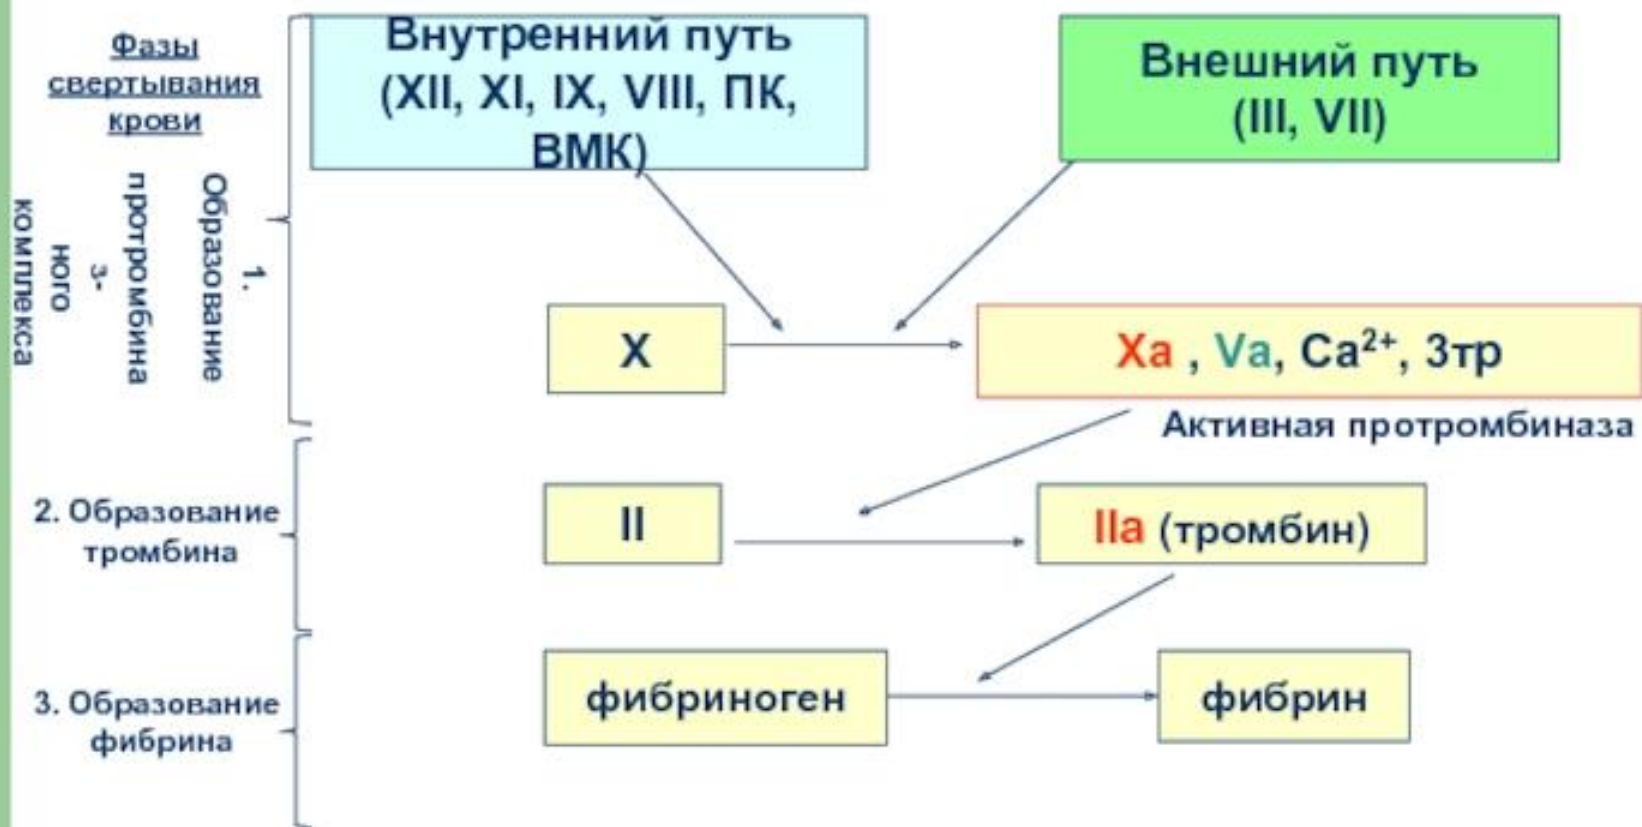 Фазы
свертывания
крови
Внутренний путь
(XII, XI, IX, VIII, ПК,
ВМК)
Внешний путь
(III, VII)
1.
Образование
протромбина
3-
ного
комплекса
X
Xa , Va, Ca²⁺, 3тр
Активная протромбиназа
2. Образование
тромбина
II
IIa (тромбин)
3. Образование
фибрина
фибриноген
фибрин